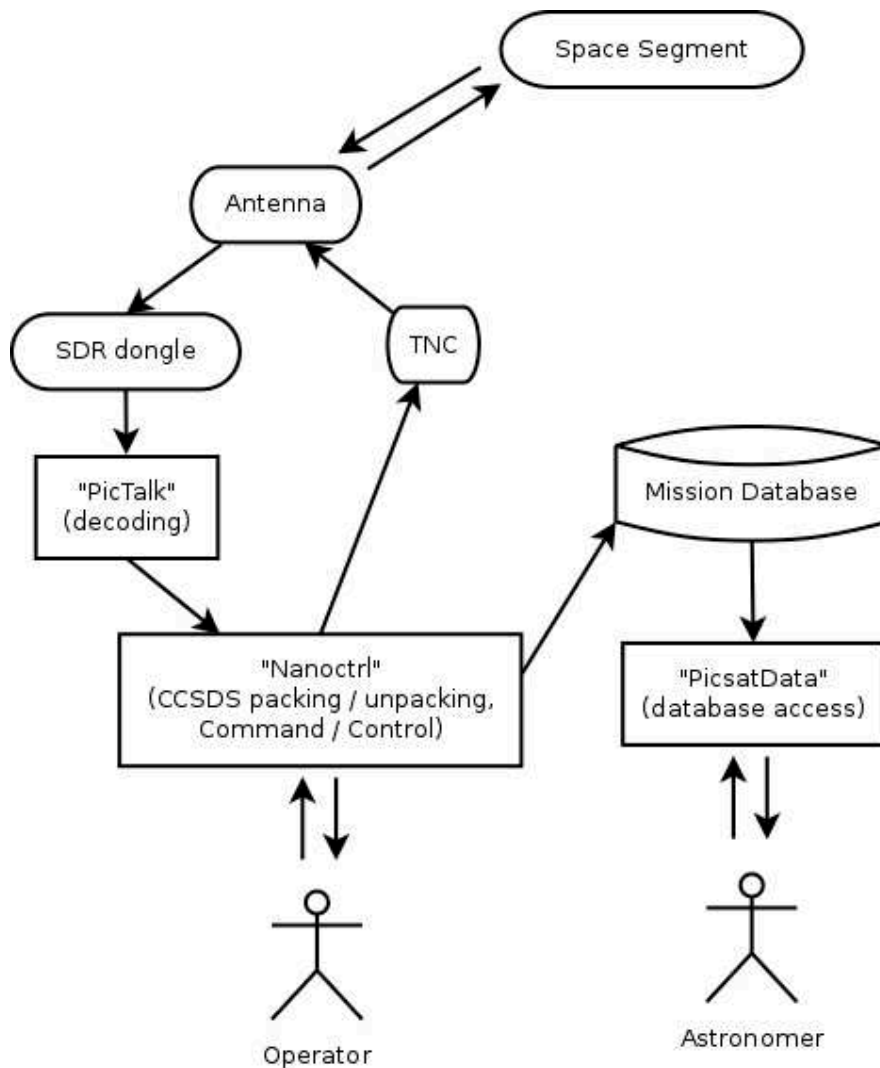 Space Segment
Antenna
SDR dongle
TNC
"PicTalk"
(decoding)
Mission Database
"Nanoctrl"
(CCSDS packing / unpacking,
Command / Control)
"PicsatData"
(database access)
Operator
Astronomer